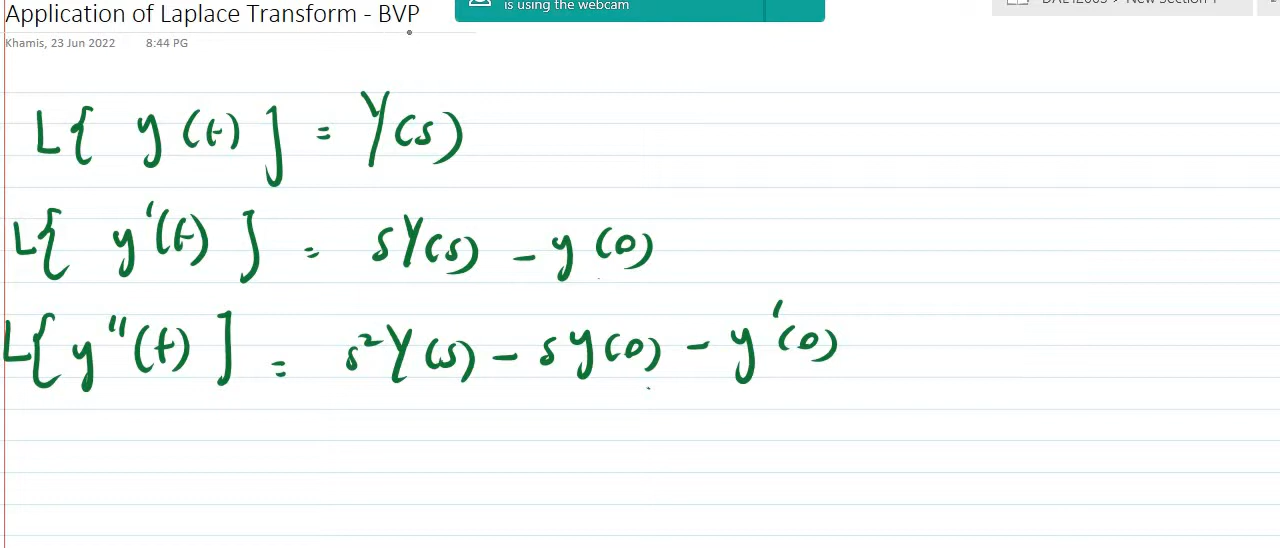 Application of Laplace Transform - BVP
is using the webcam
Khamis, 23 Jun 2022 8:44 PG
L{ y(t) ] = Y(s)
L{ y'(t) ] = sY(s) - y(0)
L{ y"(t) ] = s²Y(s) - sy(0) - y'(0)